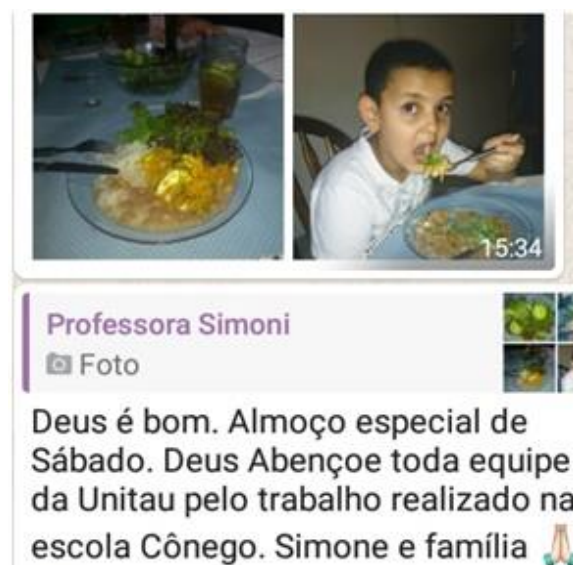 15:34
Professora Simoni
Foto
Deus é bom. Almoço especial de
Sábado. Deus Abençoe toda equipe
da Unitau pelo trabalho realizado na
escola Cônego. Simone e família 🙏🏻